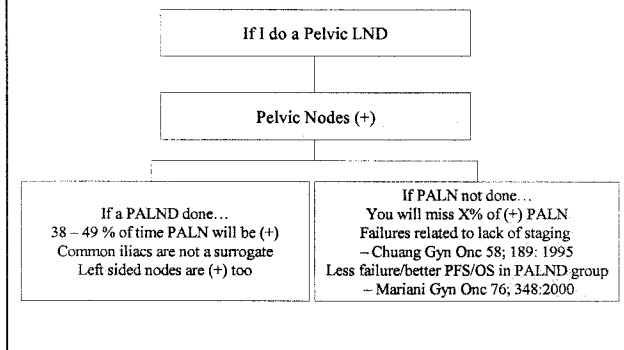 If I do a Pelvic LND
Pelvic Nodes (+)
If a PALND done…
38 – 49 % of time PALN will be (+)
Common iliacs are not a surrogate
Left sided nodes are (+) too
If PALN not done…
You will miss X% of (+) PALN
Failures related to lack of staging
– Chuang Gyn Onc 58; 189: 1995
Less failure/better PFS/OS in PALND group
– Mariani Gyn Onc 76; 348:2000